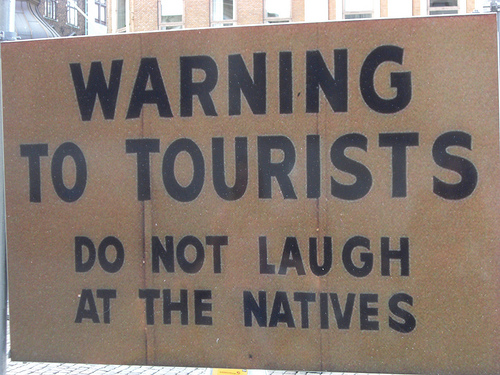 WARNING
TO TOURISTS
DO NOT LAUGH
AT THE NATIVES